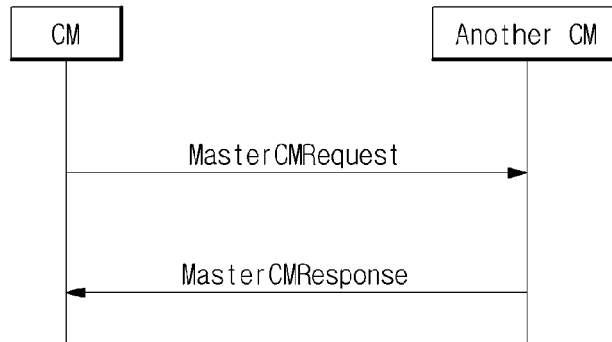 CM
Another CM
MasterCMRequest
MasterCMResponse